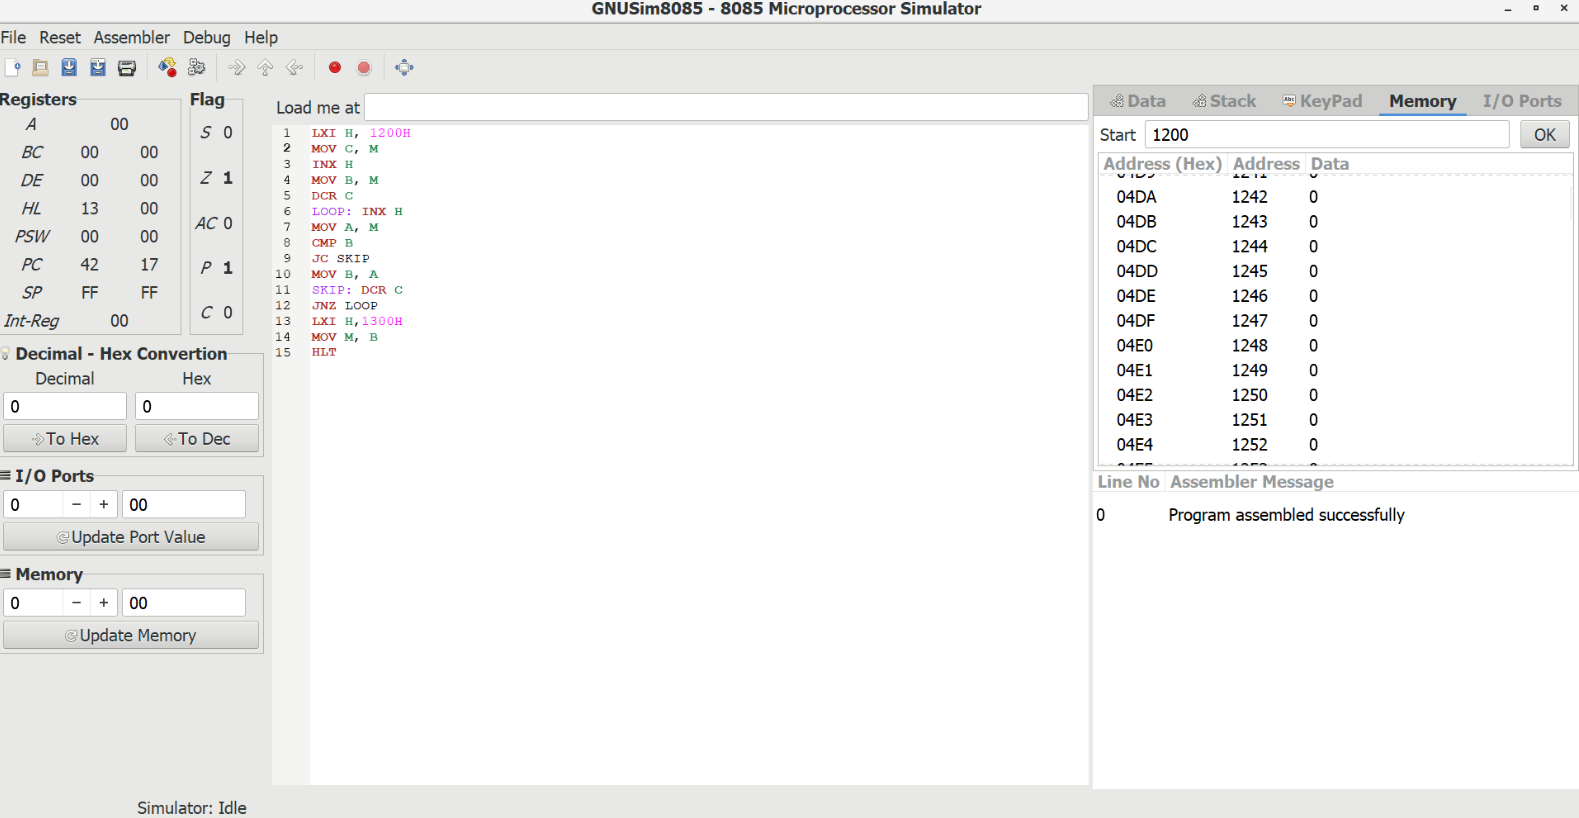 GNUSim8085 - 8085 Microprocessor Simulator
File Reset Assembler Debug Help
Registers
A 00
BC 00 00
DE 00 00
HL 13 00
PSW 00 00
PC 42 17
SP FF FF
Int-Reg 00
Flag
S 0
Z 1
AC 0
P 1
C 0
Decimal - Hex Convertion
Decimal Hex
0 0
To Hex To Dec
I/O Ports
0 − + 00
Update Port Value
Memory
0 − + 00
Update Memory
Simulator: Idle
Load me at
1 LXI H, 1200H
2 MOV C, M
3 INX H
4 MOV B, M
5 DCR C
6 LOOP: INX H
7 MOV A, M
8 CMP B
9 JC SKIP
10 MOV B, A
11 SKIP: DCR C
12 JNZ LOOP
13 LXI H,1300H
14 MOV M, B
15 HLT
Data Stack Abc KeyPad Memory I/O Ports
Start 1200 OK
Address (Hex) Address Data
04DA 1242 0
04DB 1243 0
04DC 1244 0
04DD 1245 0
04DE 1246 0
04DF 1247 0
04E0 1248 0
04E1 1249 0
04E2 1250 0
04E3 1251 0
04E4 1252 0
Line No Assembler Message
0 Program assembled successfully